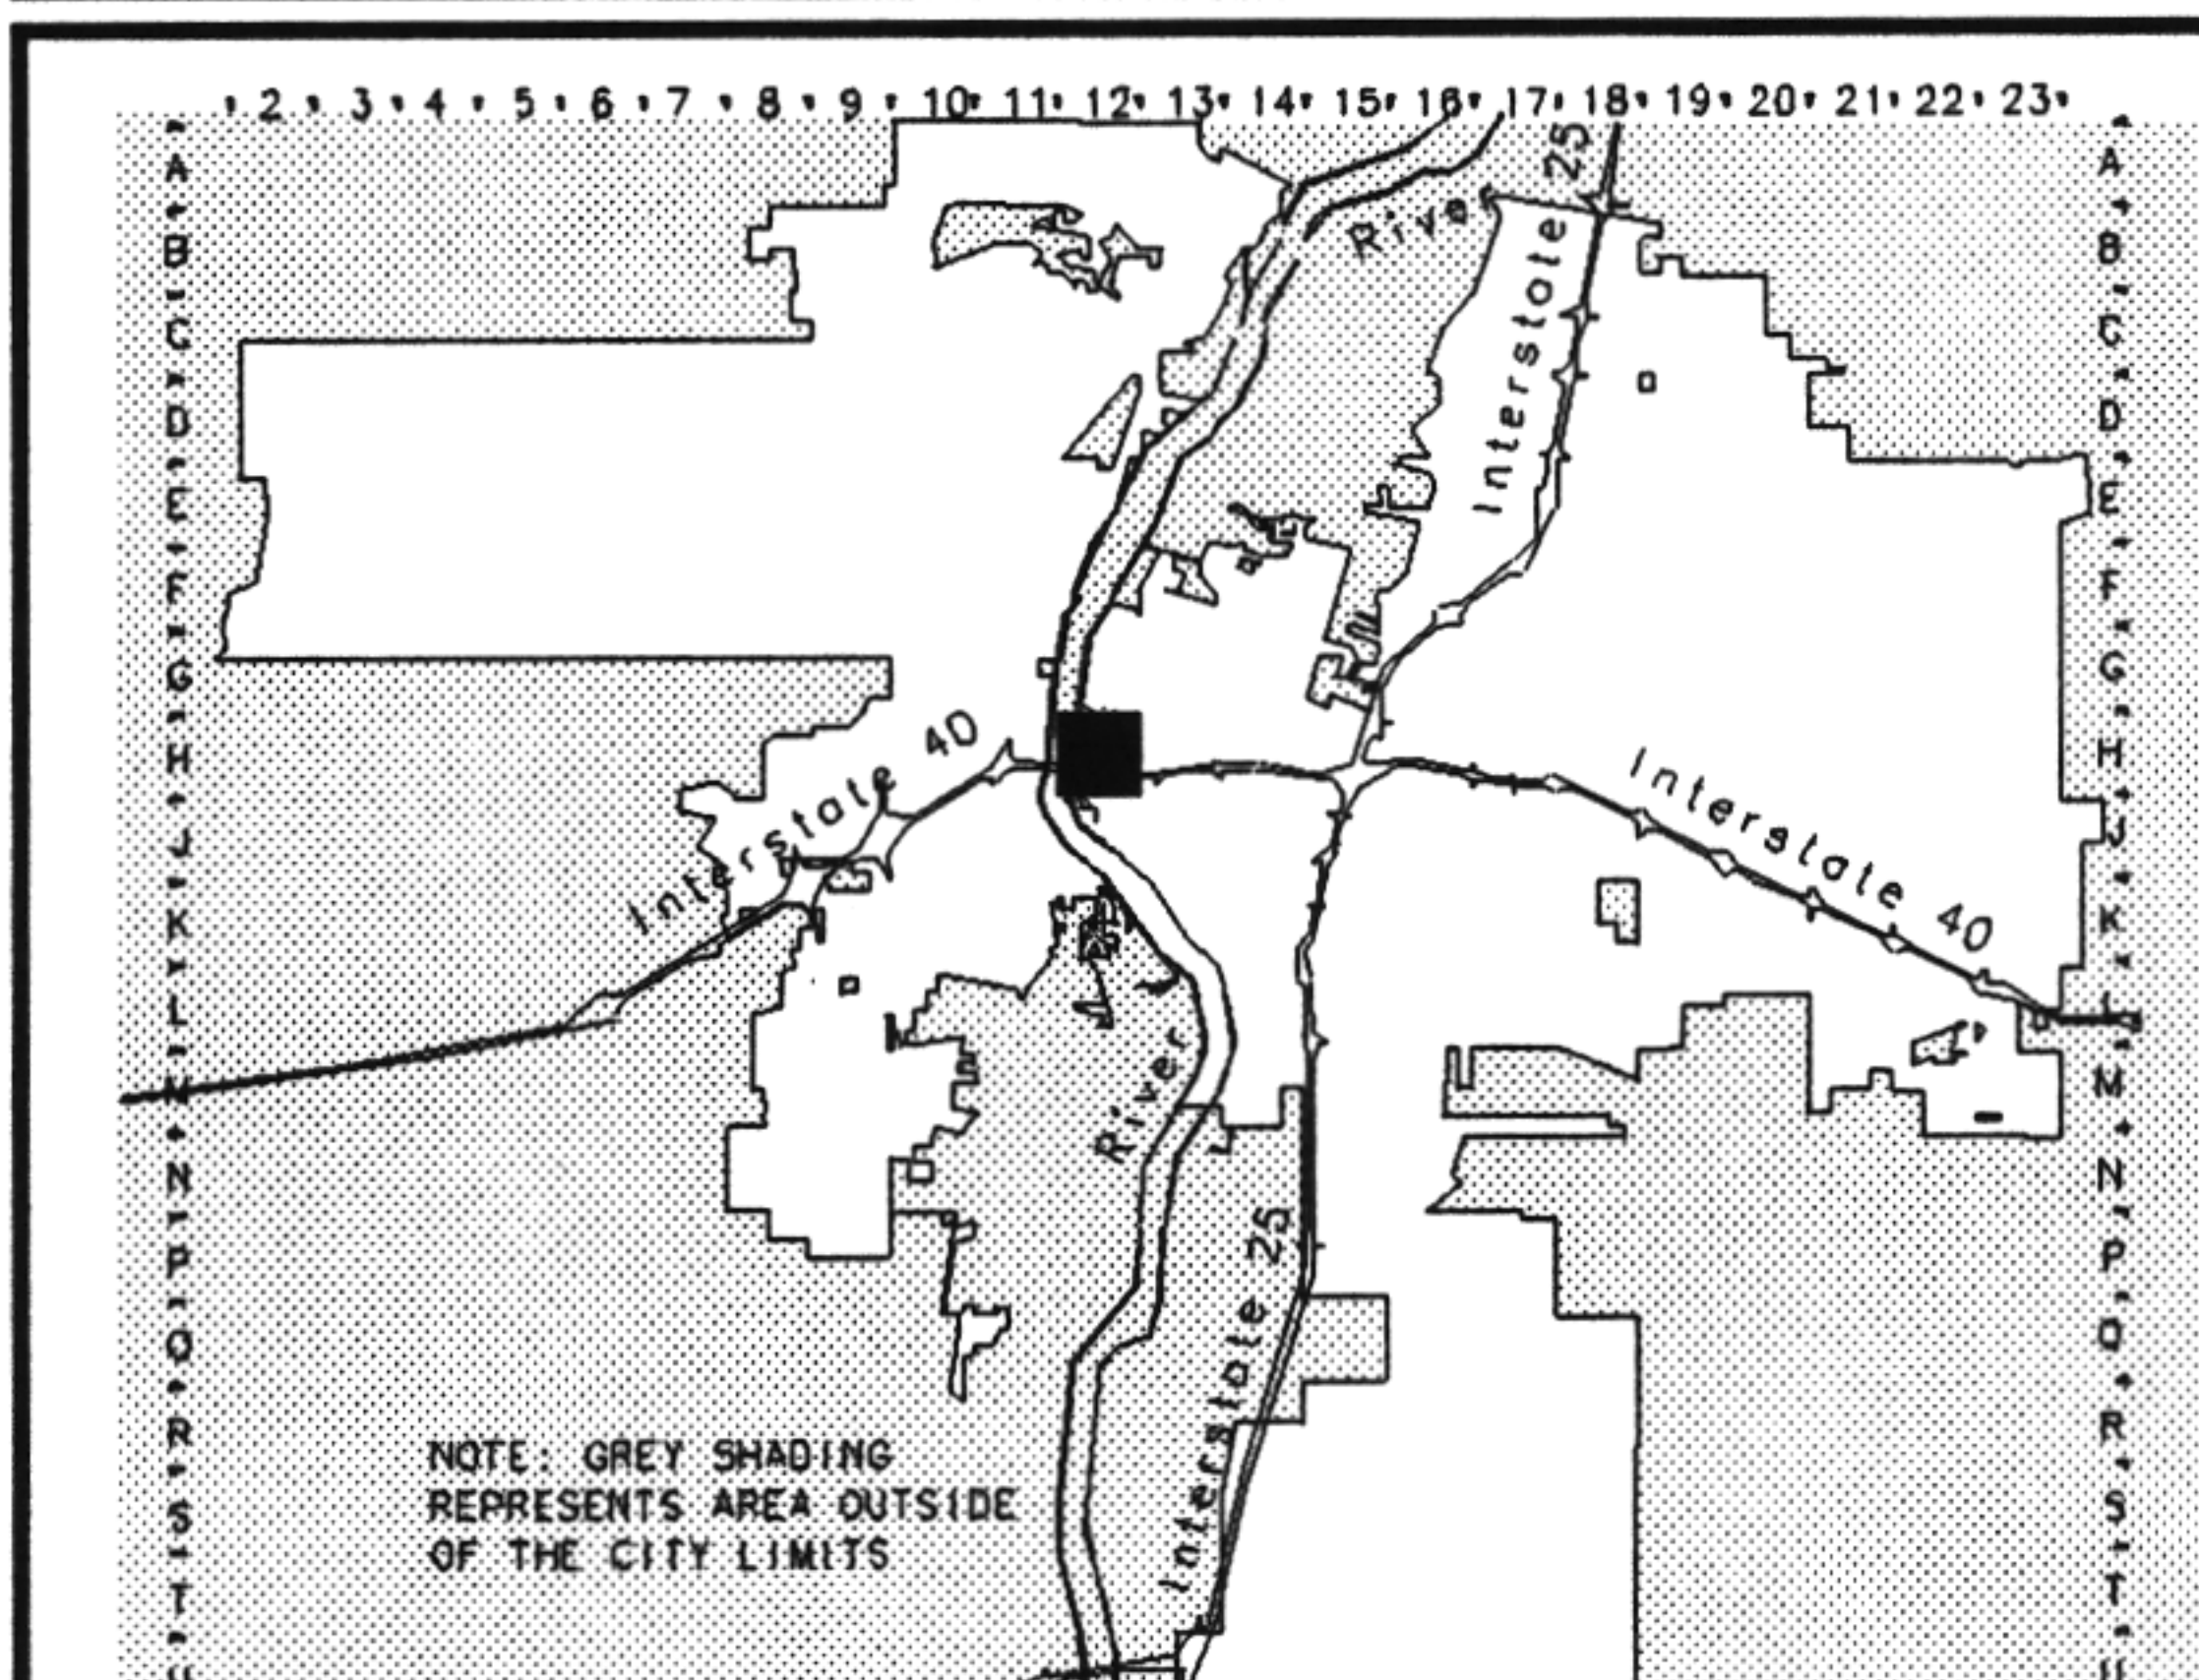 2 3 4 5 6 7 8 9 10 11 12 13 14 15 16 17 18 19 20 21 22 23
A A
B B
C C
D D
E E
F F
G G
H H
J J
K K
L L
M M
N N
P P
Q Q
R R
S S
T T
River
Interstate 25
Interstate 40
Interstate 40
River
Interstate 25
NOTE: GREY SHADING
REPRESENTS AREA OUTSIDE
OF THE CITY LIMITS